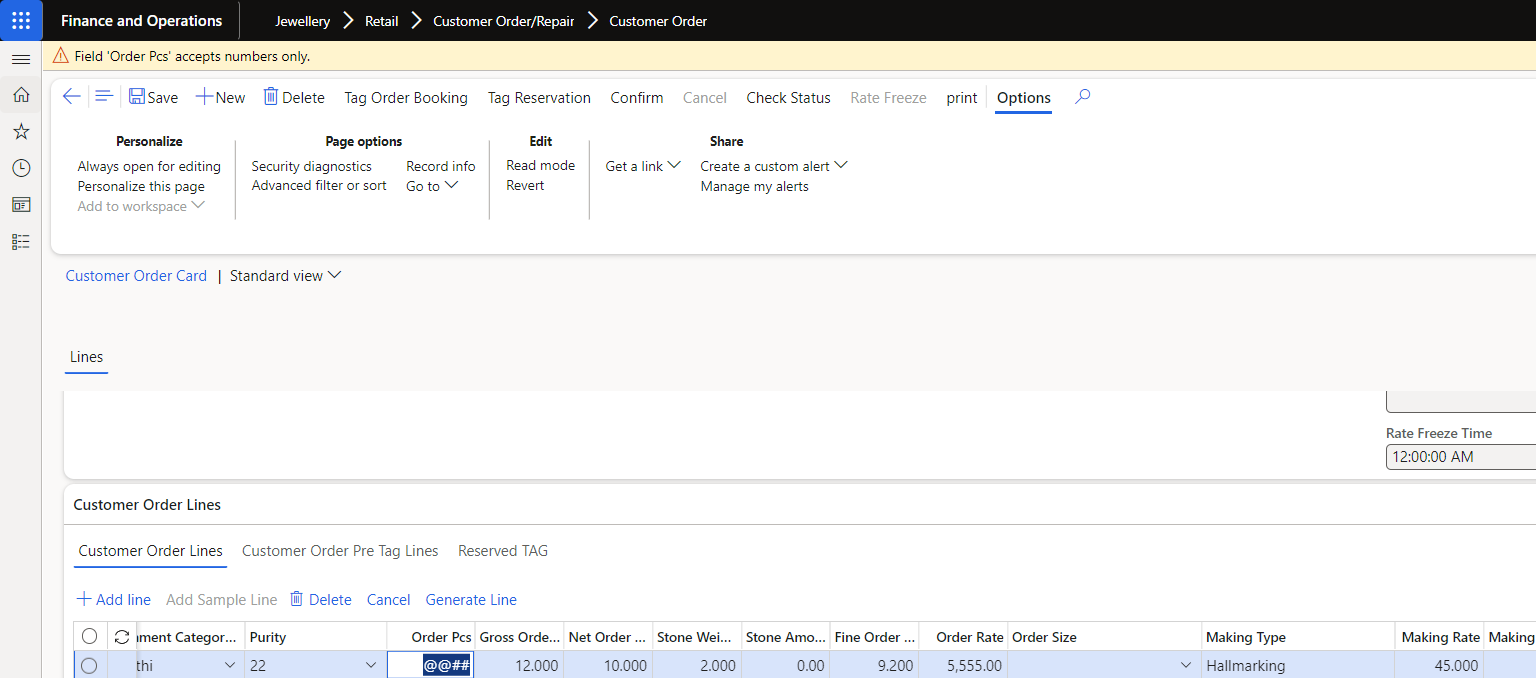 Finance and Operations Jewellery Retail Customer Order/Repair Customer Order
Field 'Order Pcs' accepts numbers only.
Save New Delete Tag Order Booking Tag Reservation Confirm Cancel Check Status Rate Freeze print Options
Personalize Page options Edit Share
Always open for editing Security diagnostics Record info Read mode Get a link Create a custom alert
Personalize this page Advanced filter or sort Go to Revert Manage my alerts
Add to workspace
Customer Order Card | Standard view
Lines
Rate Freeze Time
12:00:00 AM
Customer Order Lines
Customer Order Lines Customer Order Pre Tag Lines Reserved TAG
Add line Add Sample Line Delete Cancel Generate Line
nment Categor... Purity Order Pcs Gross Orde... Net Order ... Stone Wei... Stone Amo... Fine Order ... Order Rate Order Size Making Type Making Rate Making
thi 22 @@## 12.000 10.000 2.000 0.00 9.200 5,555.00 Hallmarking 45.000